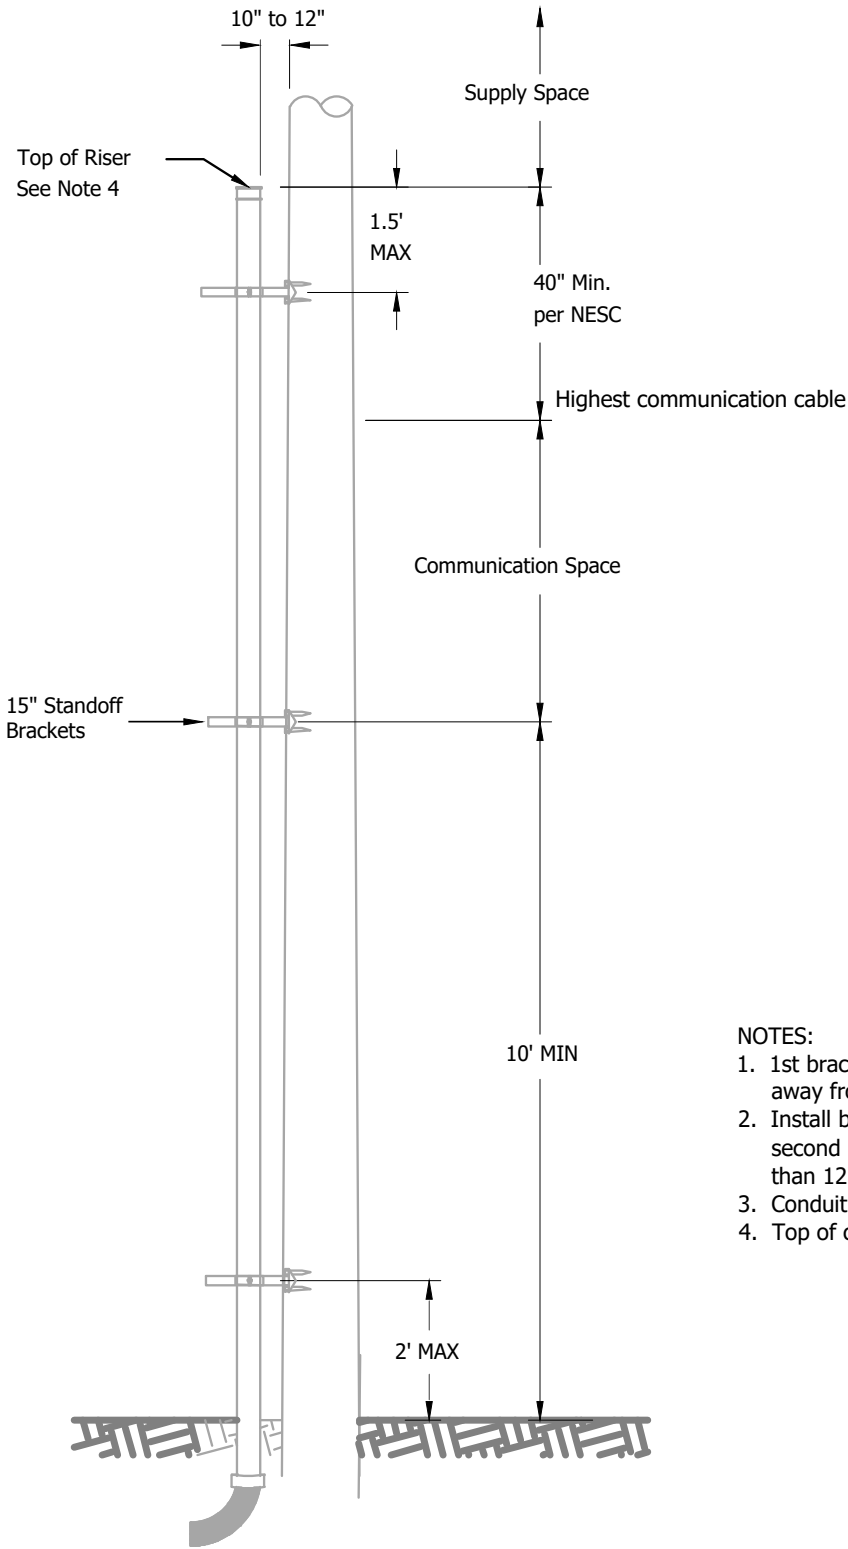 10" to 12"
Supply Space
Top of Riser
See Note 4
1.5'
MAX
40" Min.
per NESC
Highest communication cable
Communication Space
15" Standoff
Brackets
10' MIN
2' MAX
NOTES:
1. 1st
away
2. Install
second
than 12
3. Conduit
4. Top of